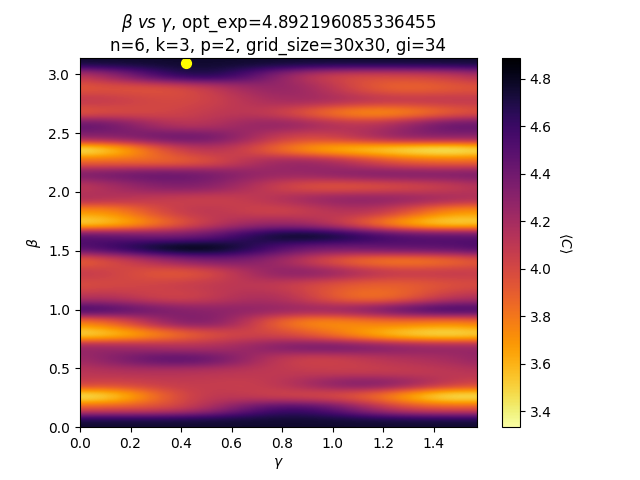 β vs γ, opt_exp=4.892196085336455
n=6, k=3, p=2, grid_size=30x30, gi=34
3.0
2.5
2.0
1.5
1.0
0.5
0.0
β
0.0 0.2 0.4 0.6 0.8 1.0 1.2 1.4
γ
4.8
4.6
4.4
4.2
4.0
3.8
3.6
3.4
⟨C⟩